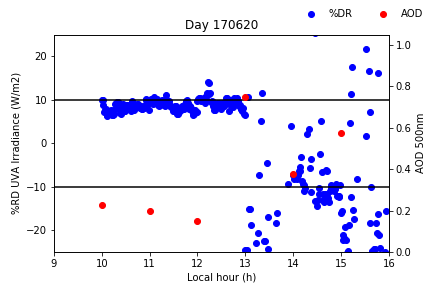 %DR AOD
Day 170620
%RD UVA Irradiance (W/m2)
20
10
0
−10
−20
1.0
0.8
0.6
0.4
0.2
0.0
AOD 500nm
9 10 11 12 13 14 15 16
Local hour (h)